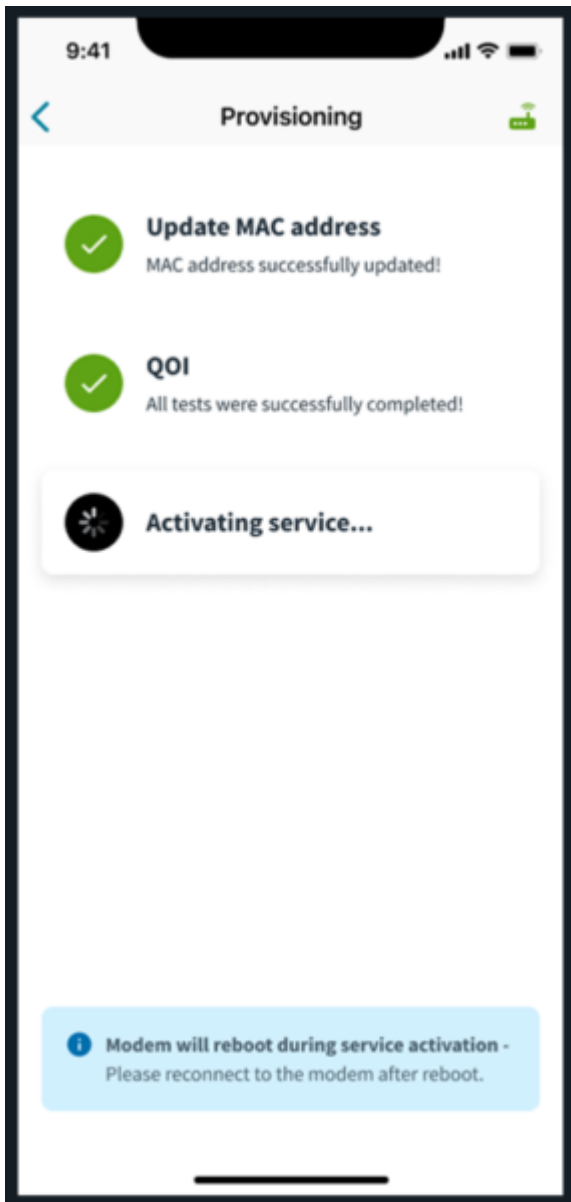 9:41
Provisioning
Update MAC address
MAC address successfully updated!
QOI
All tests were successfully completed!
Activating service...
Modem will reboot during service activation -
Please reconnect to the modem after reboot.